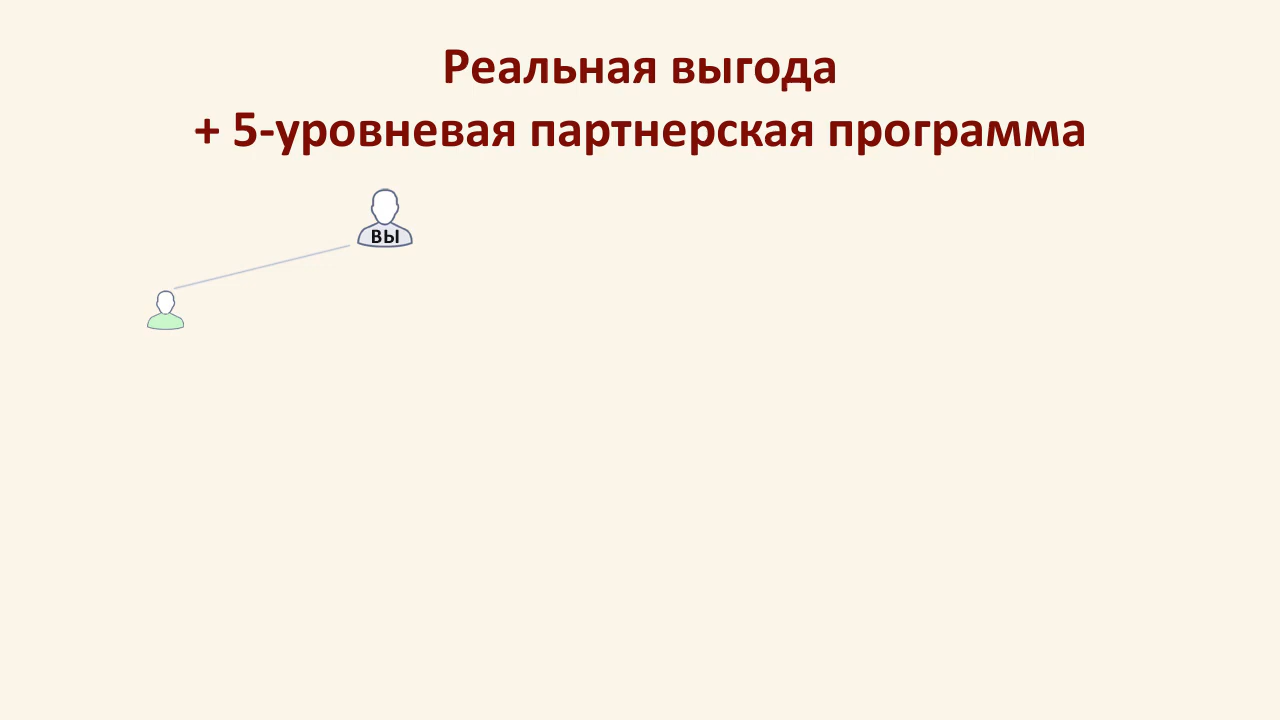 Реальная выгода
+ 5-уровневая партнерская программа
ВЫ